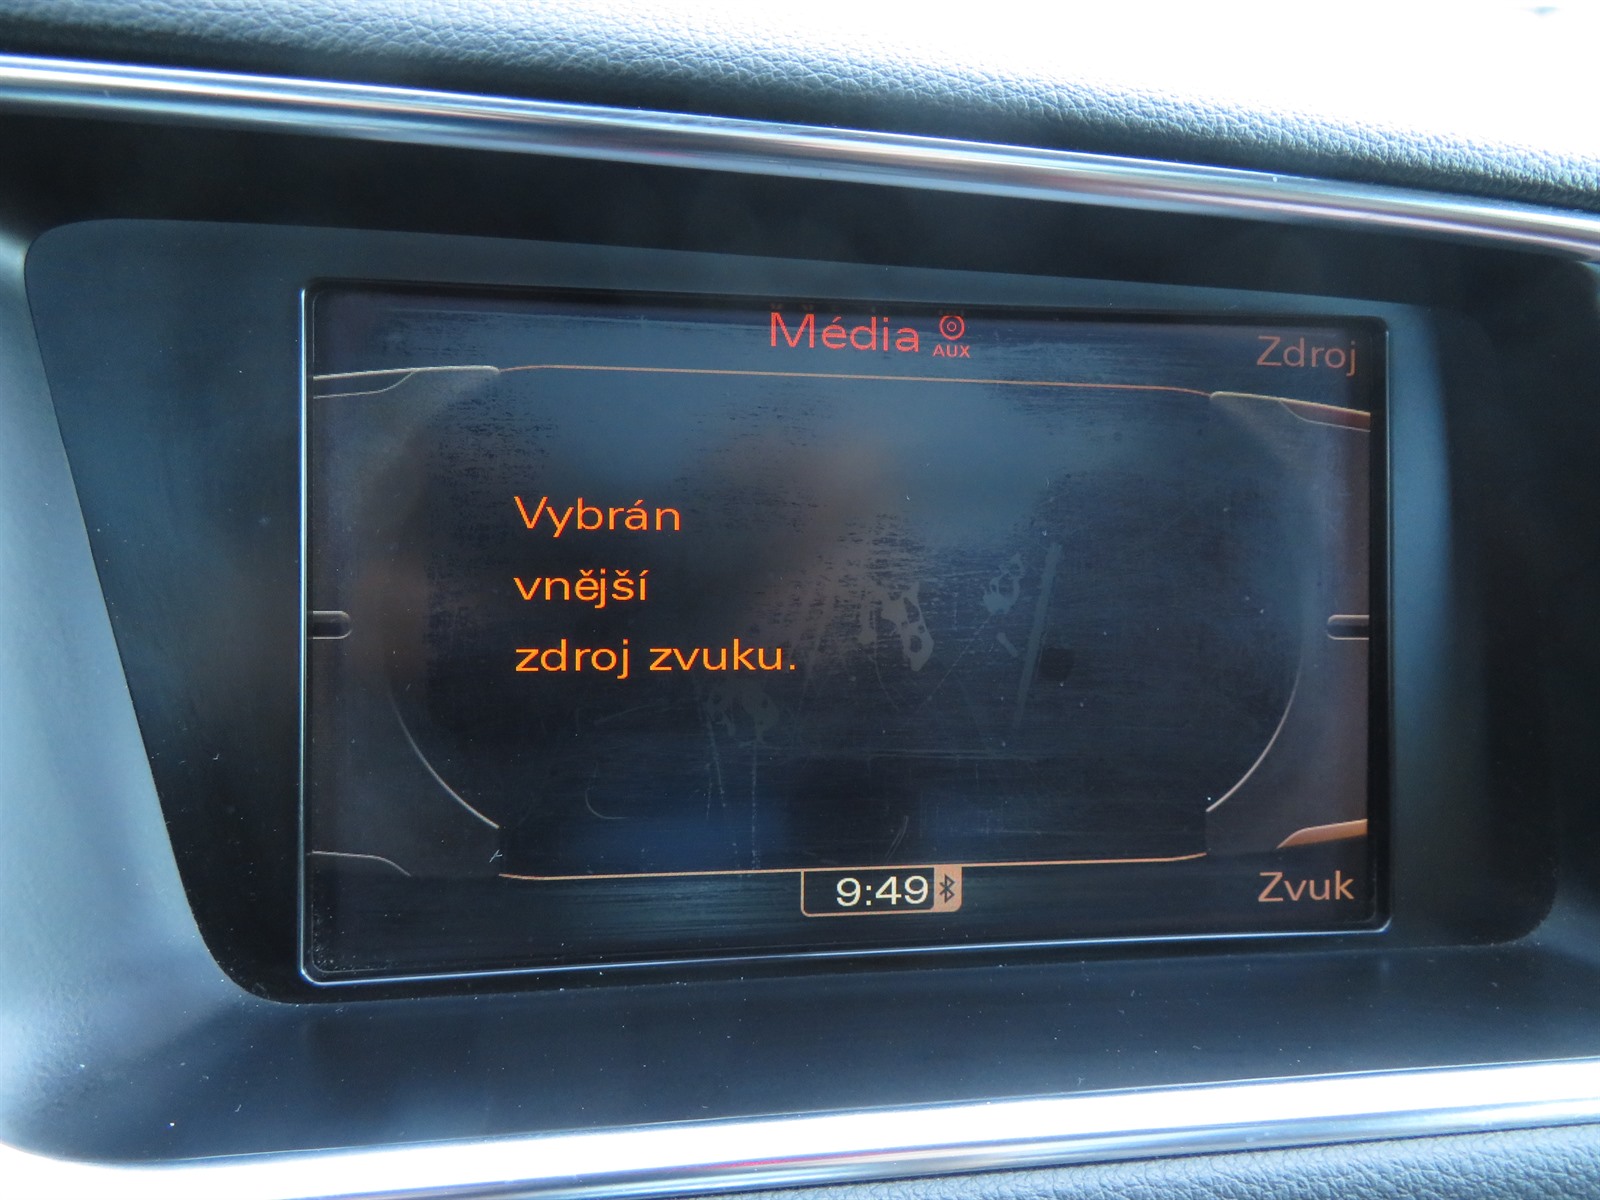 Média AUX
Zdroj
Vybrán
vnější
zdroj zvuku.
9:49
Zvuk